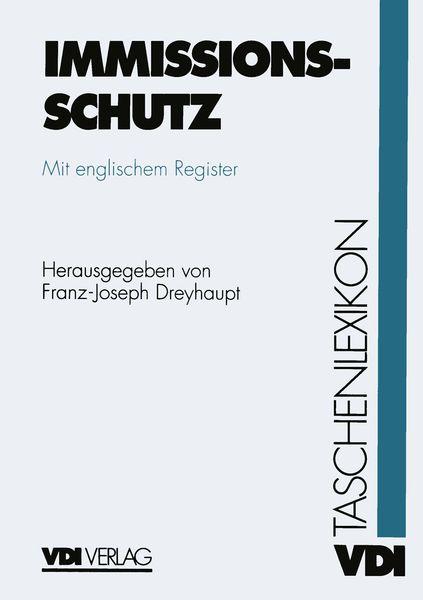 IMMISSIONS-
SCHUTZ
Mit englischem Register
Herausgegeben von
Franz-Joseph Dreyhaupt
TASCHENLEXIKON
VDI
VDI VERLAG